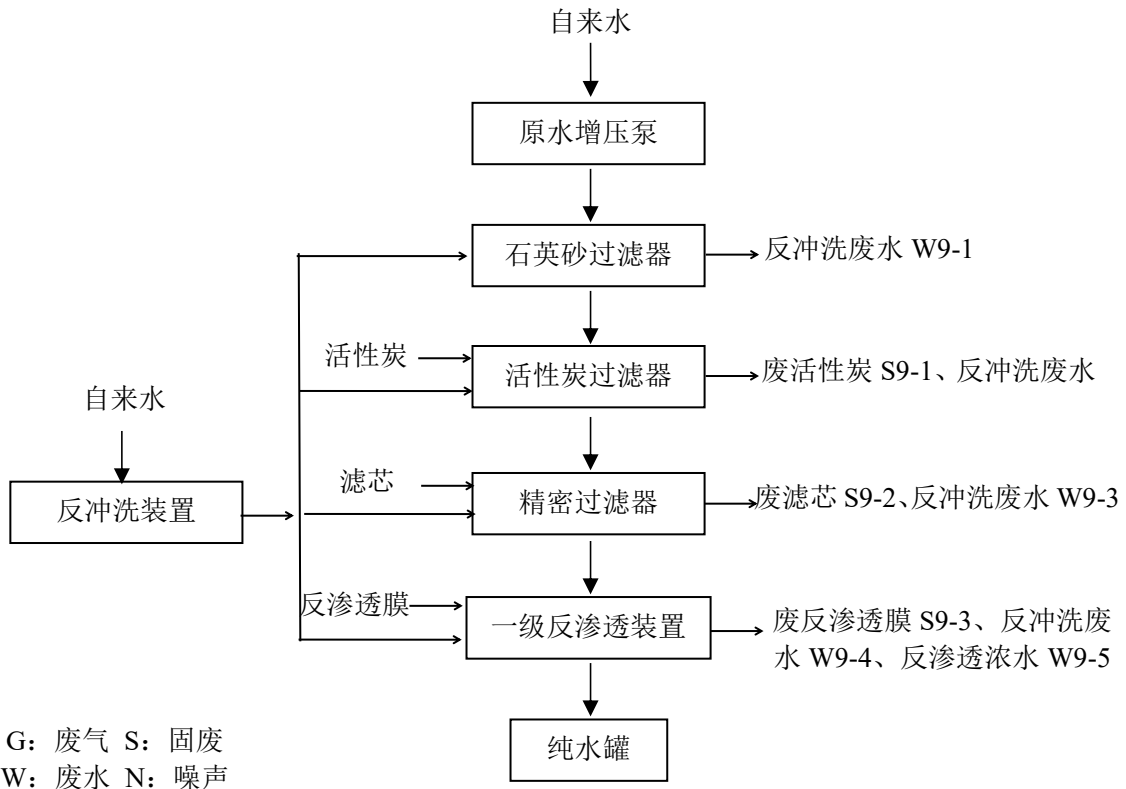 自来水
原水增压泵
石英砂过滤器
反冲洗废水 W9-1
活性炭
活性炭过滤器
废活性炭 S9-1、反冲洗废水
自来水
反冲洗装置
滤芯
精密过滤器
废滤芯 S9-2、反冲洗废水 W9-3
反渗透膜
一级反渗透装置
废反渗透膜 S9-3、反冲洗废
水 W9-4、反渗透浓水 W9-5
纯水罐
G：废气 S：固废
W：废水 N：噪声